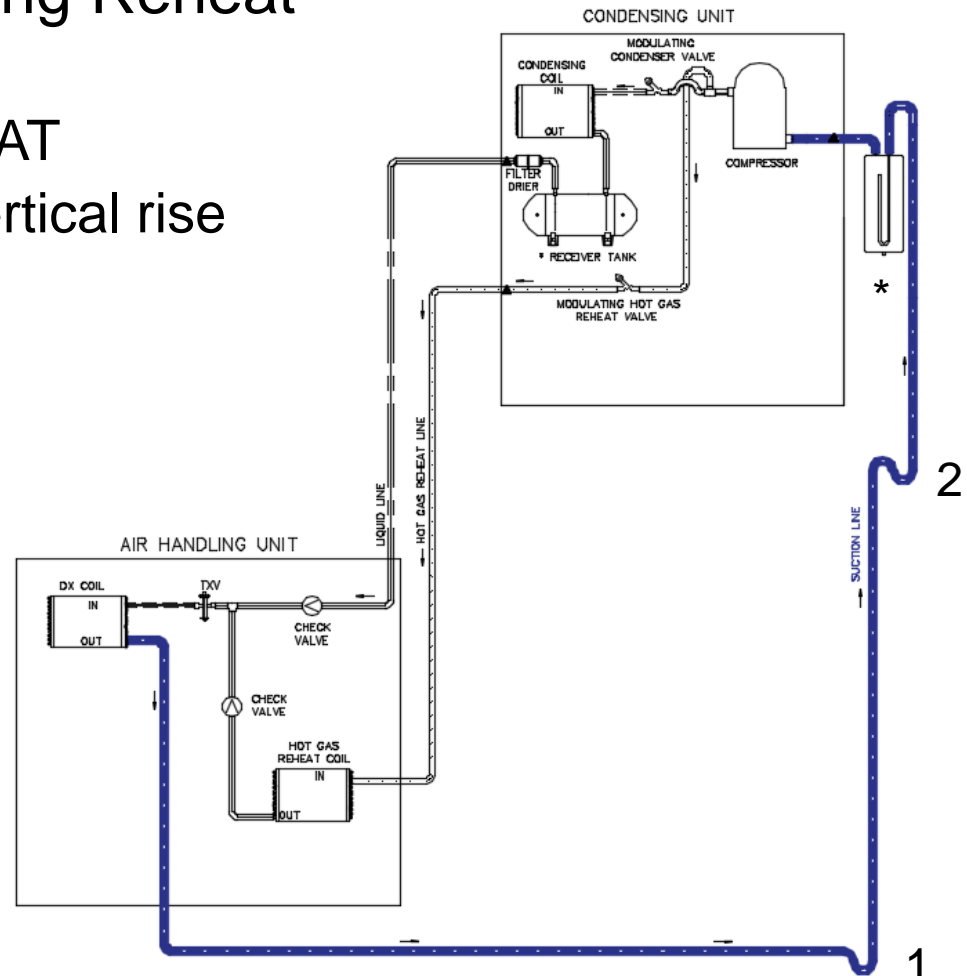 ng Reheat
AT
rtical rise
CONDENSING UNIT
MODULATING
CONDENSER VALVE
CONDENSING
COIL
IN
OUT
COMPRESSOR
FILTER
DRIER
* RECEIVER TANK
*
MODULATING HOT GAS
REHEAT VALVE
LIQUID LINE
HOT GAS REHEAT LINE
SUCTION LINE
2
AIR HANDLING UNIT
DX COIL
IN
OUT
TXV
CHECK
VALVE
CHECK
VALVE
HOT GAS
REHEAT COIL
IN
OUT
1